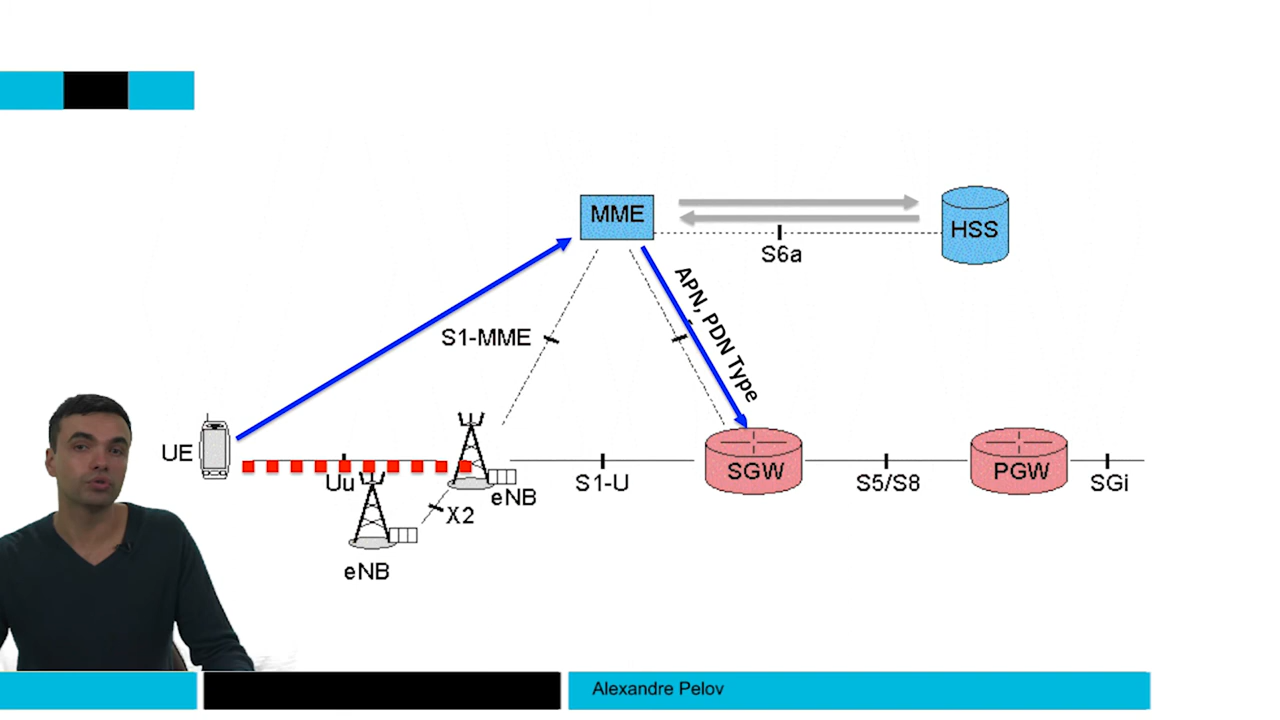 MME
HSS
S6a
APN, PDN Type
S1-MME
UE
Uu
eNB
X2
eNB
S1-U
SGW
S5/S8
PGW
SGi
Alexandre Pelov